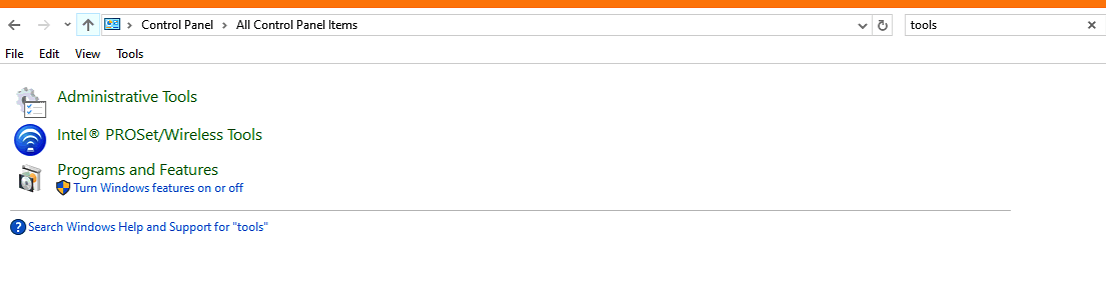 Control Panel > All Control Panel Items
tools
File Edit View Tools
Administrative Tools
Intel® PROSet/Wireless Tools
Programs and Features
Turn Windows features on or off
? Search Windows Help and Support for "tools"